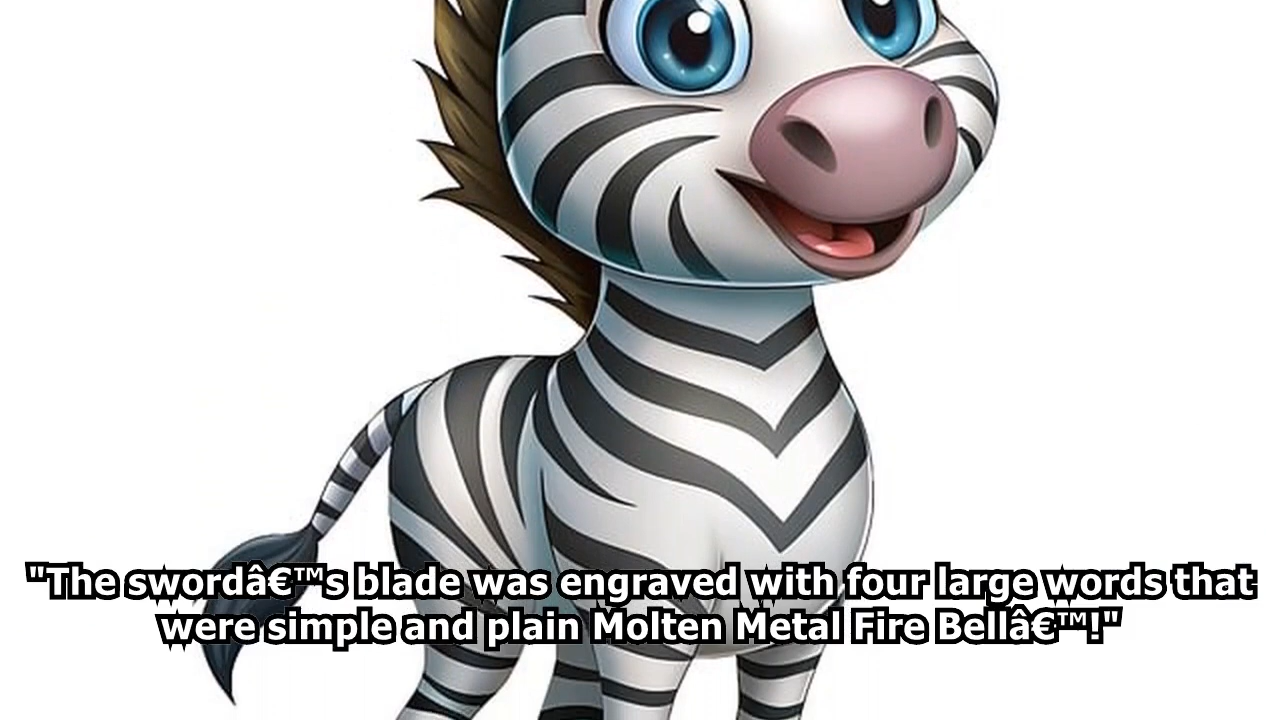 "The swordâ€™s blade was engraved with four large words that
were simple and plain Molten Metal Fire Bellâ€™!"